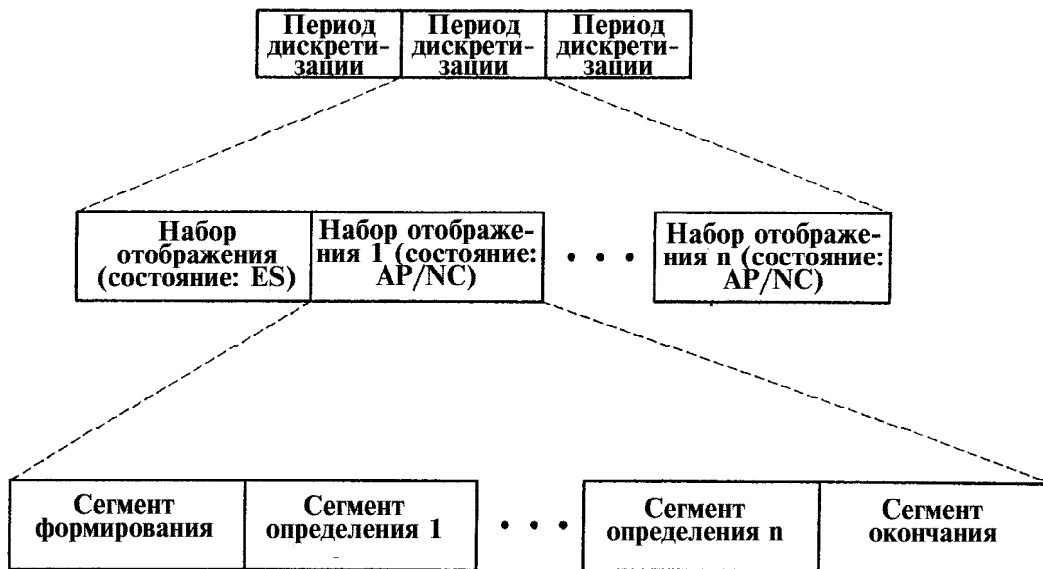 Период
дискрети-
зации
Период
дискрети-
зации
Период
дискрети-
зации
Набор
отображения
(состояние: ES)
Набор отображе-
ния 1 (состояние:
AP/NC)
Набор отображе-
ния n (состояние:
AP/NC)
Сегмент
формирования
Сегмент
определения 1
Сегмент
определения n
Сегмент
окончания